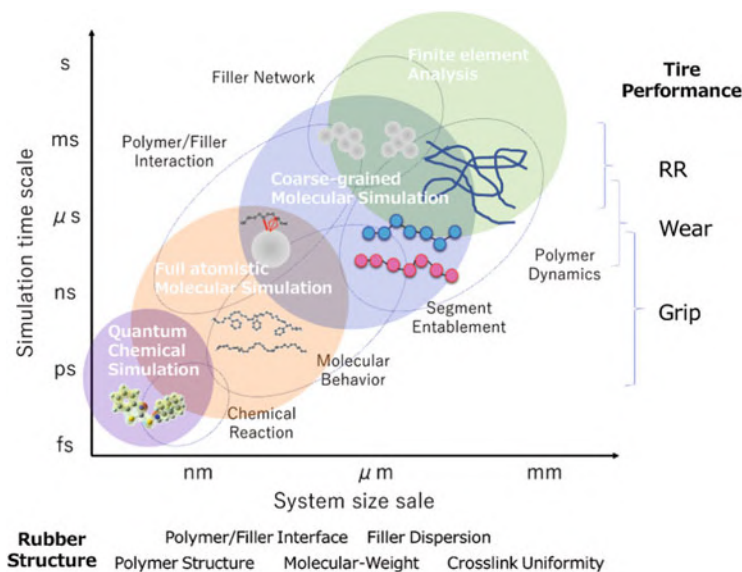 s
ms
μs
ns
ps
fs
Simulation time scale
Finite element
Analysis
Filler Network
Polymer/Filler
Interaction
Coarse-grained
Molecular Simulation
Full atomistic
Molecular Simulation
Quantum
Chemical
Simulation
Polymer
Dynamics
Segment
Entablement
Molecular
Behavior
Chemical
Reaction
nm
μm
mm
System size sale
Tire
Performance
RR
Wear
Grip
Rubber
Structure
Polymer/Filler Interface Filler Dispersion
Polymer Structure Molecular-Weight Crosslink Uniformity